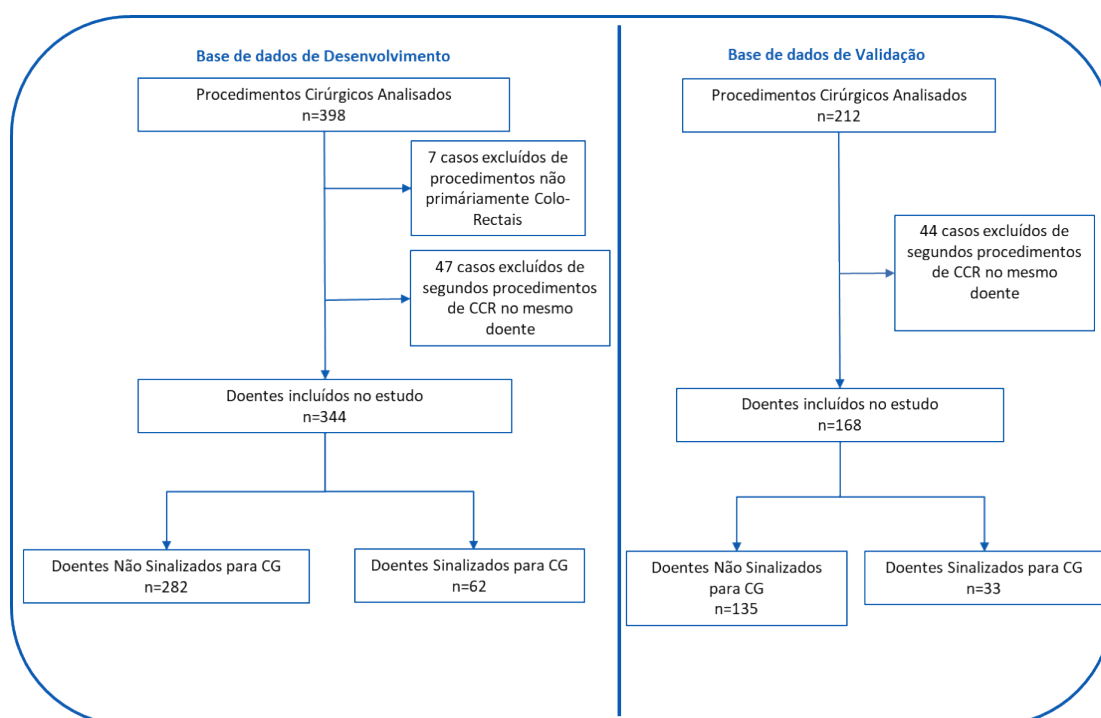 Base de dados de Desenvolvimento
Procedimentos Cirúrgicos Analisados
n=398
7 casos excluídos de
procedimentos não
primáriamente Colo-
Rectais
47 casos excluídos de
segundos procedimentos
de CCR no mesmo
doente
Doentes incluídos no estudo
n=344
Doentes Não Sinalizados para CG
n=282
Doentes Sinalizados para CG
n=62
Base de dados de Validação
Procedimentos Cirúrgicos Analisados
n=212
44 casos excluídos de
segundos procedimentos
de CCR no mesmo
doente
Doentes incluídos no estudo
n=168
Doentes Não Sinalizados
para CG
n=135
Doentes Sinalizados para CG
n=33